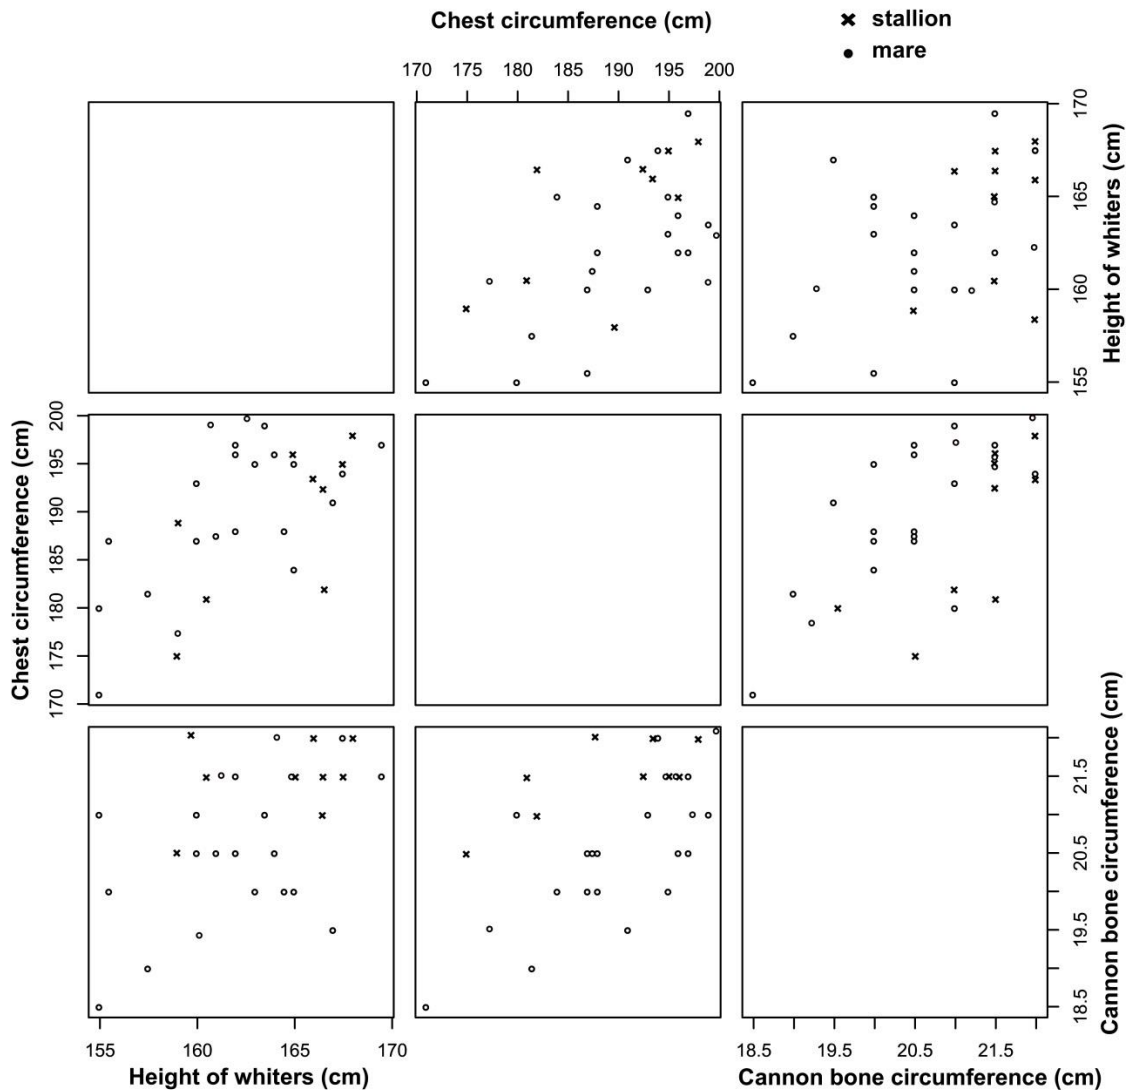 Chest circumference (cm)
stallion
mare
170 175 180 185 190 195 200
Height of whiters (cm)
155 160 165 170
Chest circumference (cm)
170 175 180 185 190 195 200
Cannon bone circumference (cm)
18.5 19.5 20.5 21.5
155 160 165 170
Height of whiters (cm)
18.5 19.5 20.5 21.5
Cannon bone circumference (cm)